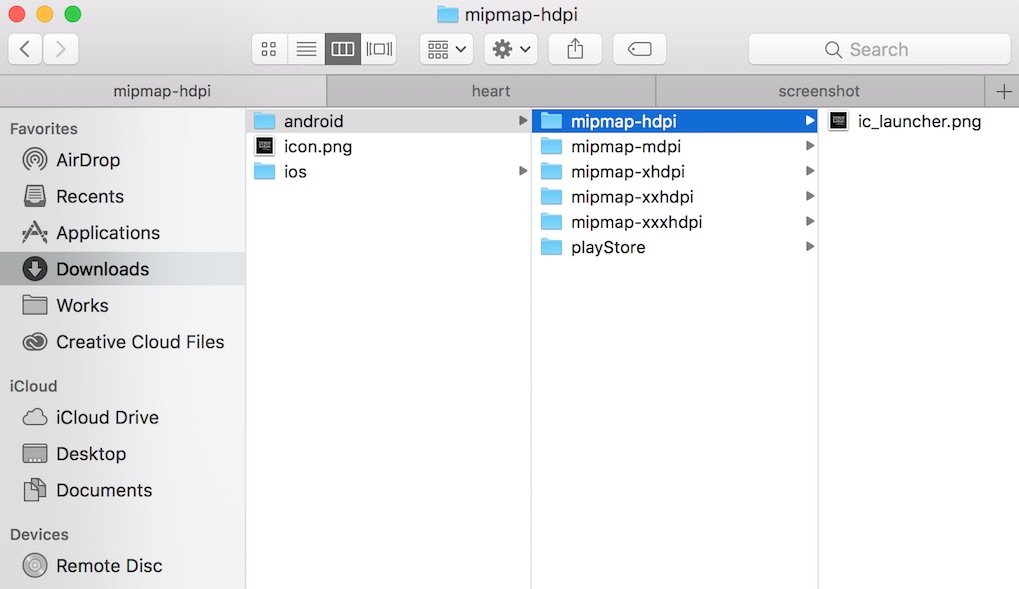 mipmap-hdpi
Search
mipmap-hdpi
heart
screenshot
Favorites
AirDrop
Recents
Applications
Downloads
Works
Creative Cloud Files
iCloud
iCloud Drive
Desktop
Documents
Devices
Remote Disc
android
icon.png
ios
mipmap-hdpi
mipmap-mdpi
mipmap-xhdpi
mipmap-xxhdpi
mipmap-xxxhdpi
playStore
ic_launcher.png